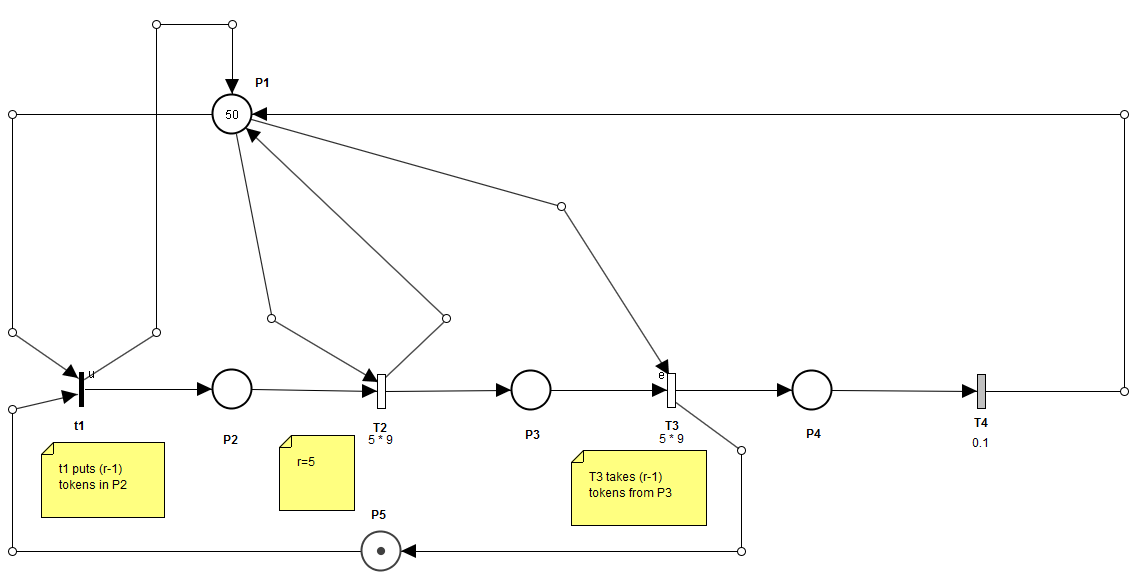 P1
50
u
e
t1
P2
T2
5 * 9
P3
T3
5 * 9
P4
T4
0.1
t1 puts (r-1)
tokens in P2
r=5
T3 takes (r-1)
tokens from P3
P5